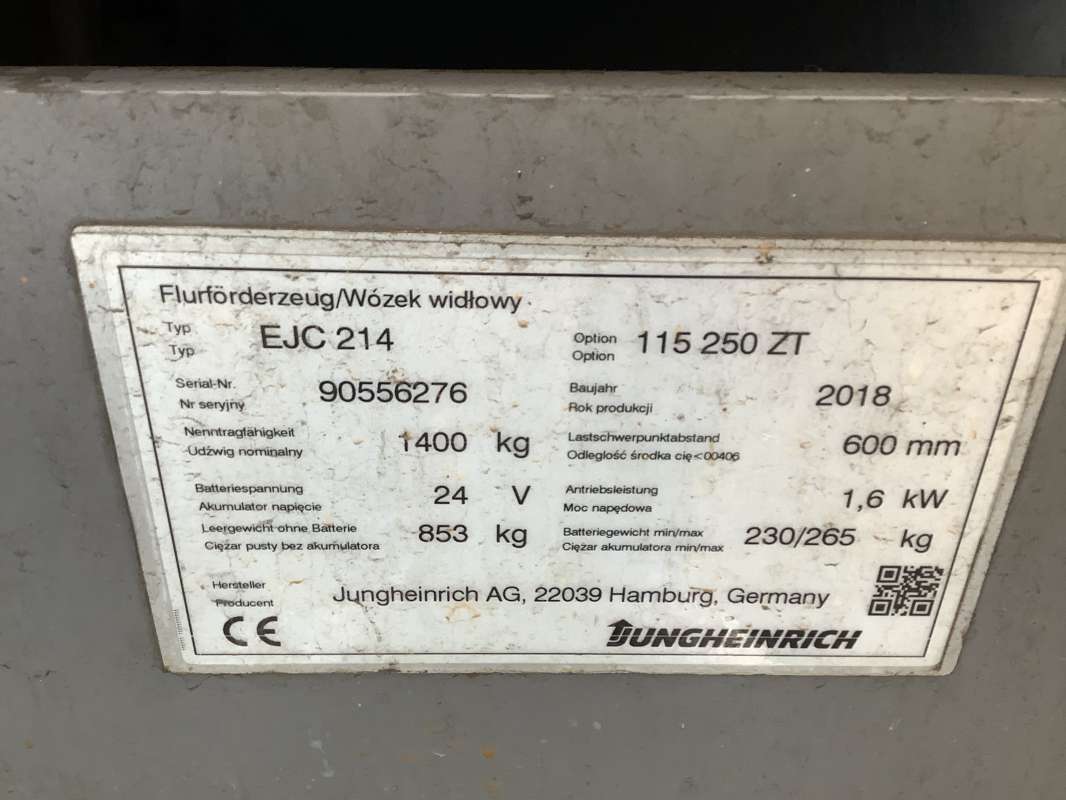 Flurförderzeug/Wózek widłowy
Typ EJC 214 Option 115 250 ZT
Typ Option
Serial-Nr. 90556276 Baujahr 2018
Nr seryjny Rok produkcji
Nenntragfähigkeit 1400 kg Lastschwerpunktabstand 600 mm
Udźwig nominalny Odległość środka cię<00406
Batteriespannung 24 V Antriebsleistung 1,6 kW
Akumulator napięcie Moc napędowa
Leergewicht ohne Batterie 853 kg Batteriegewicht min/max 230/265 kg
Ciężar pusty bez akumulatora Ciężar akumulatora min/max
Hersteller Jungheinrich AG, 22039 Hamburg, Germany
Producent
CE JUNGHEINRICH